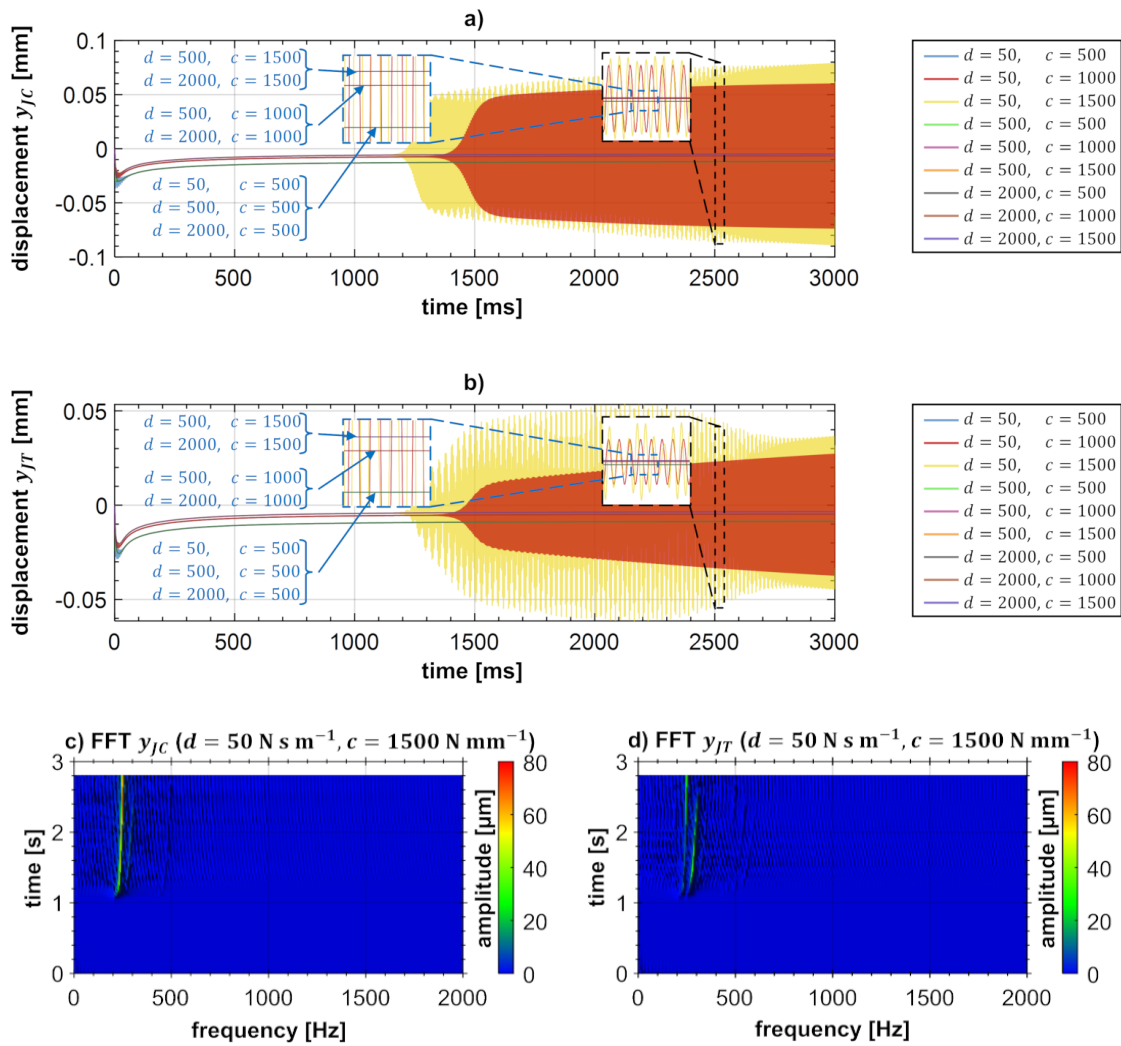 a)
displacement y_JC [mm]
0.1
0.05
0
-0.05
-0.1
d = 500, c = 1500
d = 2000, c = 1500
d = 500, c = 1000
d = 2000, c = 1000
d = 50, c = 500
d = 500, c = 500
d = 2000, c = 500
0 500 1000 1500 2000 2500 3000
time [ms]
d = 50, c = 500
d = 50, c = 1000
d = 50, c = 1500
d = 500, c = 500
d = 500, c = 1000
d = 500, c = 1500
d = 2000, c = 500
d = 2000, c = 1000
d = 2000, c = 1500
b)
displacement y_JT [mm]
0.05
0
-0.05
d = 500, c = 1500
d = 2000, c = 1500
d = 500, c = 1000
d = 2000, c = 1000
d = 50, c = 500
d = 500, c = 500
d = 2000, c = 500
0 500 1000 1500 2000 2500 3000
time [ms]
d = 50, c = 500
d = 50, c = 1000
d = 50, c = 1500
d = 500, c = 500
d = 500, c = 1000
d = 500, c = 1500
d = 2000, c = 500
d = 2000, c = 1000
d = 2000, c = 1500
c) FFT y_JC (d = 50 N s m⁻¹, c = 1500 N mm⁻¹)
time [s]
3
2
1
0
0 500 1000 1500 2000
frequency [Hz]
amplitude [µm]
80
60
40
20
0
d) FFT y_JT (d = 50 N s m⁻¹, c = 1500 N mm⁻¹)
time [s]
3
2
1
0
0 500 1000 1500 2000
frequency [Hz]
amplitude [µm]
80
60
40
20
0